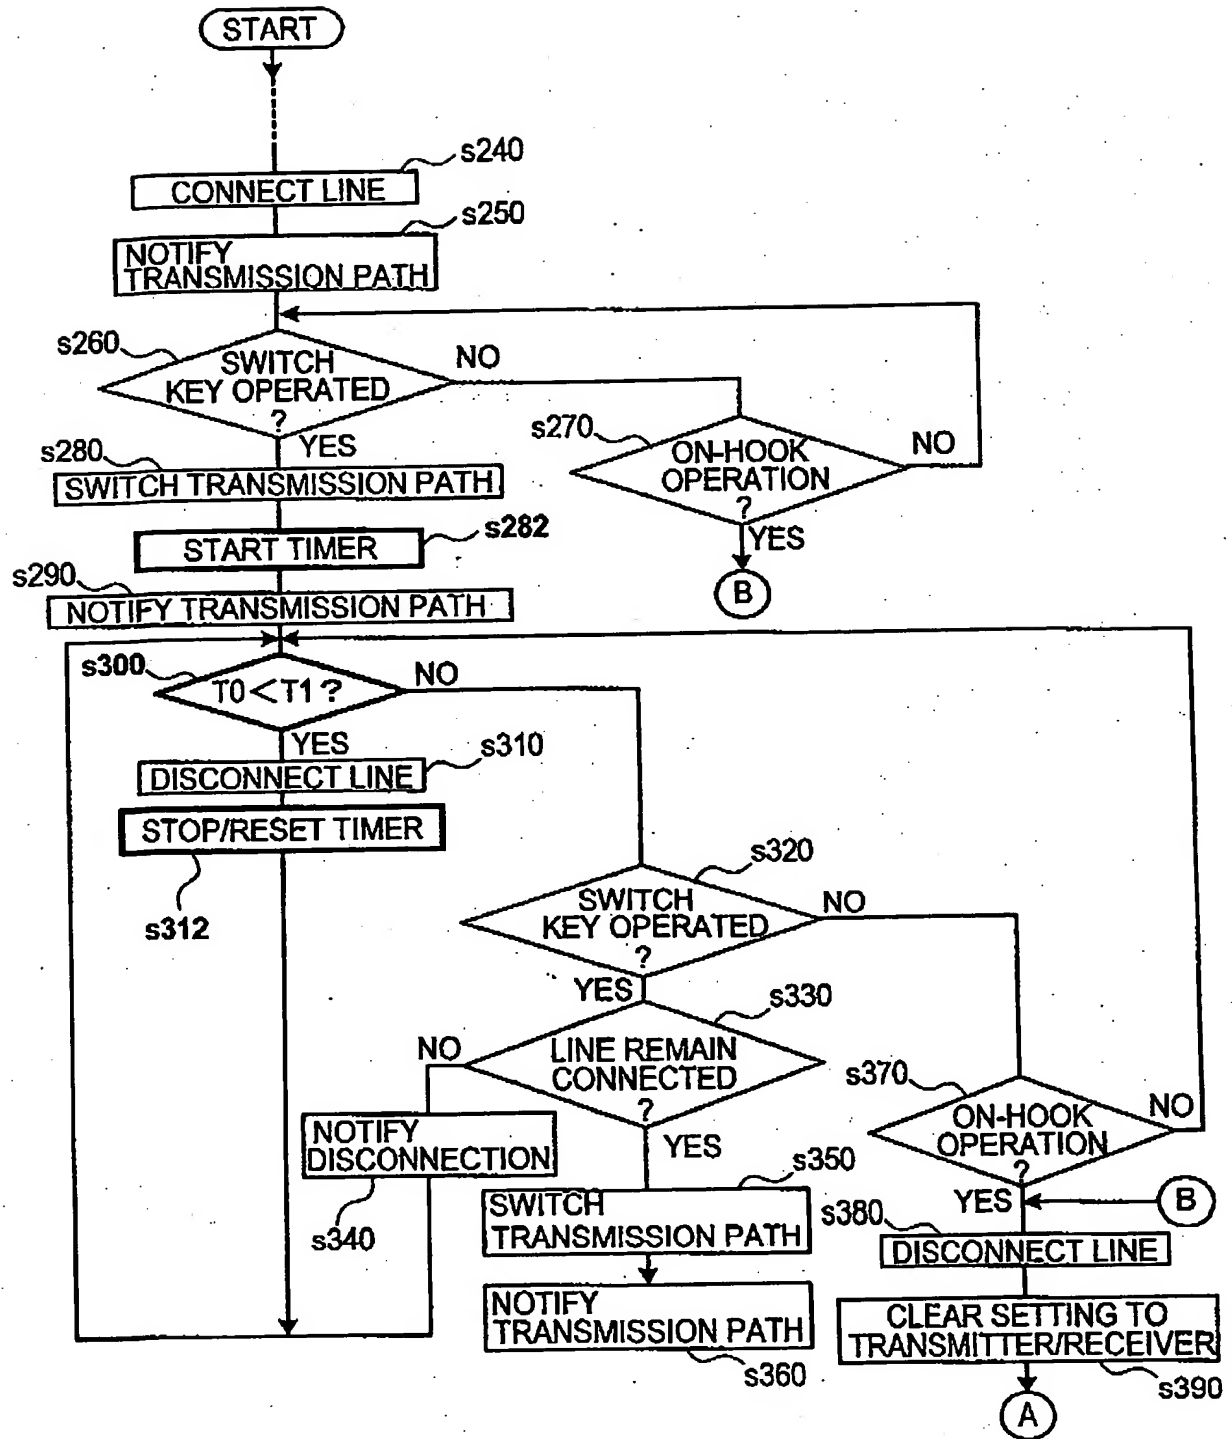 START
s240
CONNECT LINE
s250
NOTIFY
TRANSMISSION PATH
s260
SWITCH
KEY OPERATED
?
NO
YES
s270
ON-HOOK
OPERATION
?
NO
YES
B
s280
SWITCH TRANSMISSION PATH
s282
START TIMER
s290
NOTIFY TRANSMISSION PATH
s300
T0<T1?
NO
YES
s310
DISCONNECT LINE
STOP/RESET TIMER
s312
s320
SWITCH
KEY OPERATED
?
NO
YES
s330
LINE REMAIN
CONNECTED
?
NO
YES
NOTIFY
DISCONNECTION
s340
s350
SWITCH
TRANSMISSION PATH
NOTIFY
TRANSMISSION PATH
s360
s370
ON-HOOK
OPERATION
?
NO
YES
B
s380
DISCONNECT LINE
CLEAR SETTING TO
TRANSMITTER/RECEIVER
s390
A